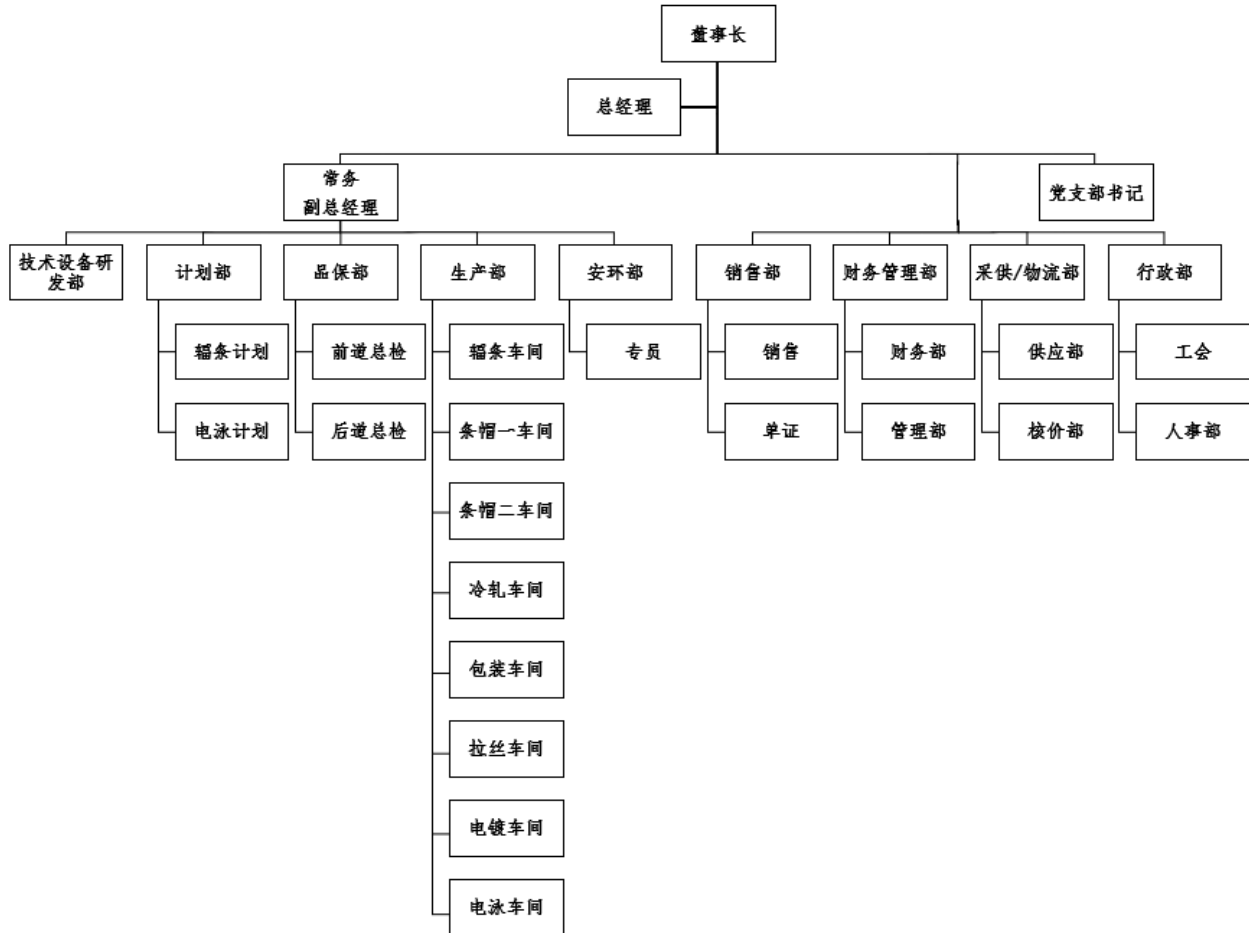 董事长
总经理
常务
副总经理
党支部书记
技术设备研
发部
计划部
品保部
生产部
安环部
销售部
财务管理部
采供/物流部
行政部
辐条计划
前道总检
辐条车间
专员
销售
财务部
供应部
工会
电泳计划
后道总检
条帽一车间
单证
管理部
核价部
人事部
条帽二车间
冷轧车间
包装车间
拉丝车间
电镀车间
电泳车间